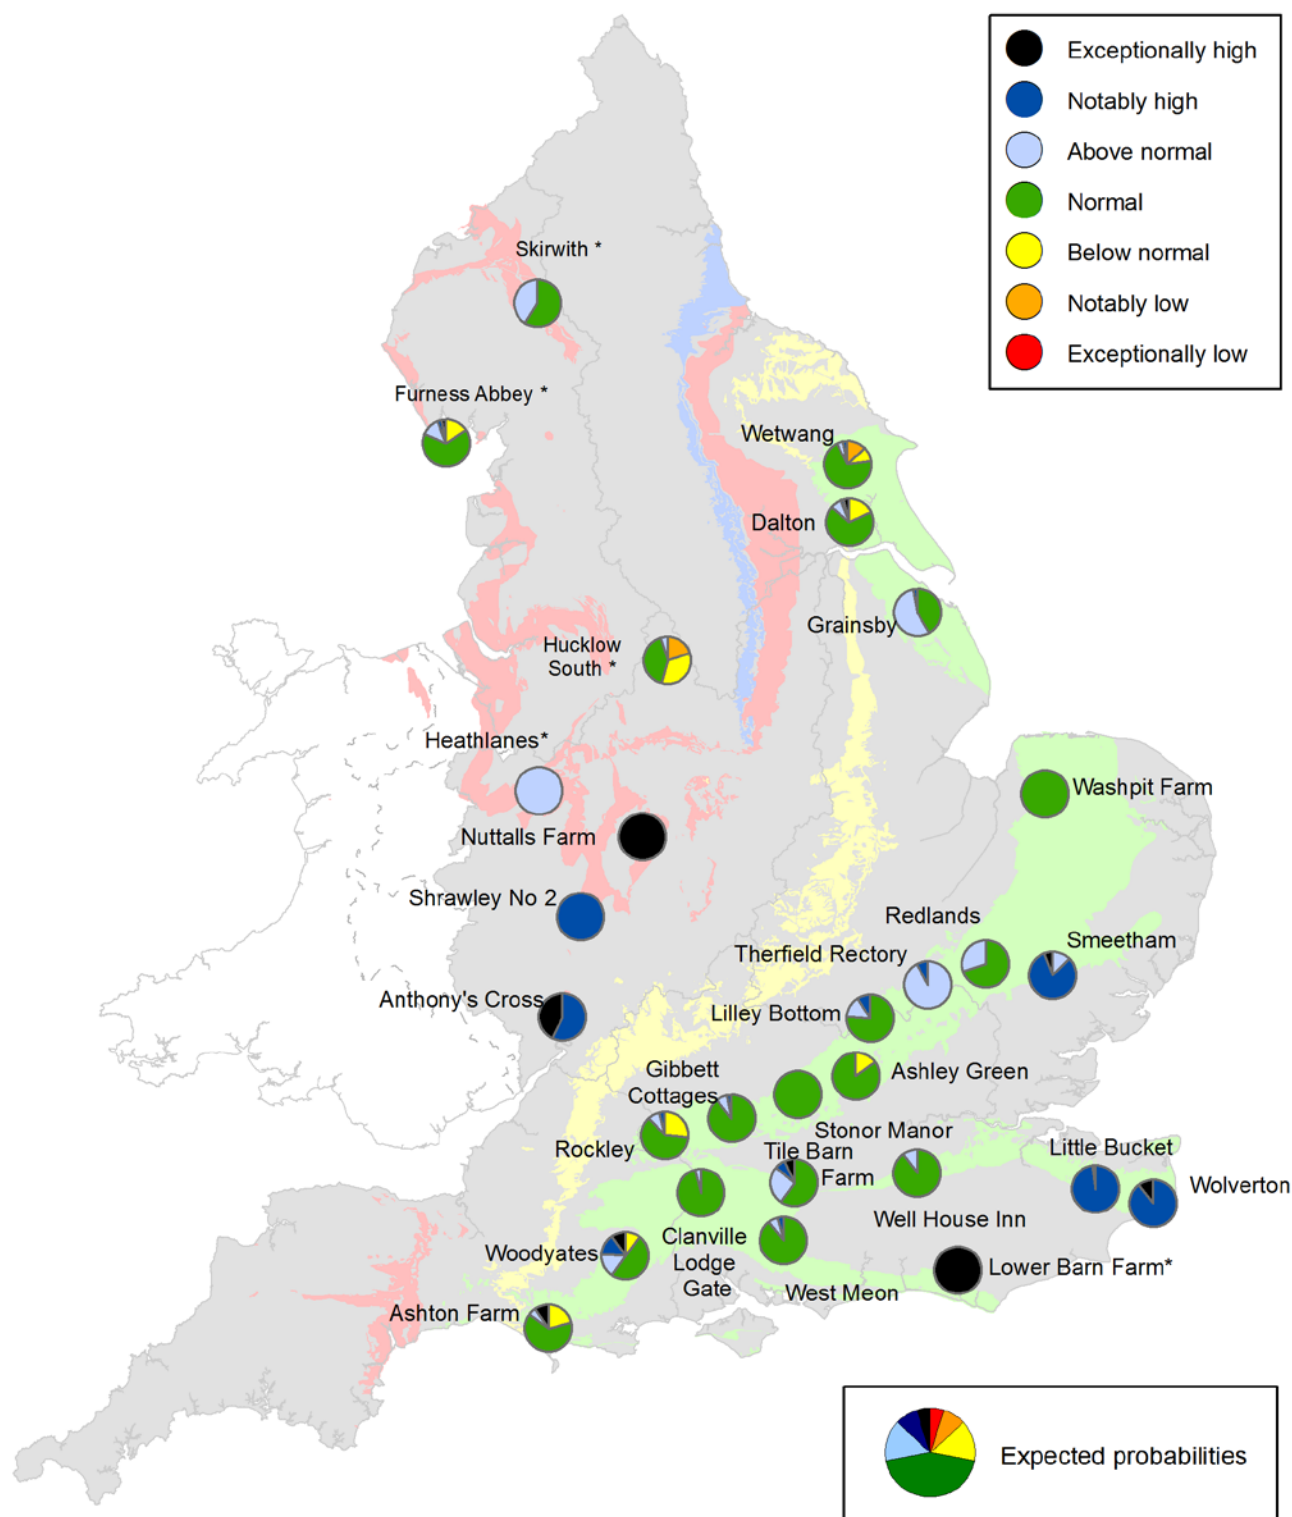 Exceptionally high
Notably high
Above normal
Normal
Below normal
Notably low
Exceptionally low
Skirwith *
Furness Abbey *
Wetwang
Dalton
Grainsby
Hucklow
South *
Heathlanes*
Washpit Farm
Nuttalls Farm
Shrawley No 2
Redlands
Smeetham
Therfield Rectory
Anthony's Cross
Lilley Bottom
Gibbett
Cottages
Ashley Green
Rockley
Stonor Manor
Tile Barn
Farm
Little Bucket
Wolverton
Well House Inn
Woodyates
Clanville
Lodge
Gate
Lower Barn Farm*
West Meon
Ashton Farm
Expected probabilities